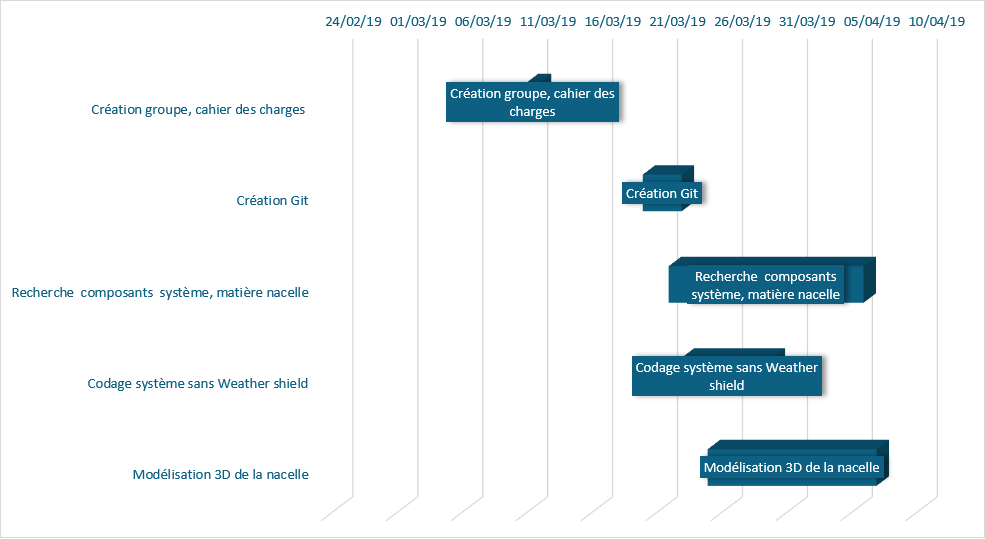 24/02/19 01/03/19 06/03/19 11/03/19 16/03/19 21/03/19 26/03/19 31/03/19 05/04/19 10/04/19
Création groupe, cahier des charges
Création groupe, cahier des
charges
Création Git
Création Git
Recherche  composants  système, matière nacelle
Recherche  composants
système, matière nacelle
Codage système sans Weather shield
Codage système sans Weather
shield
Modélisation 3D de la nacelle
Modélisation 3D de la nacelle